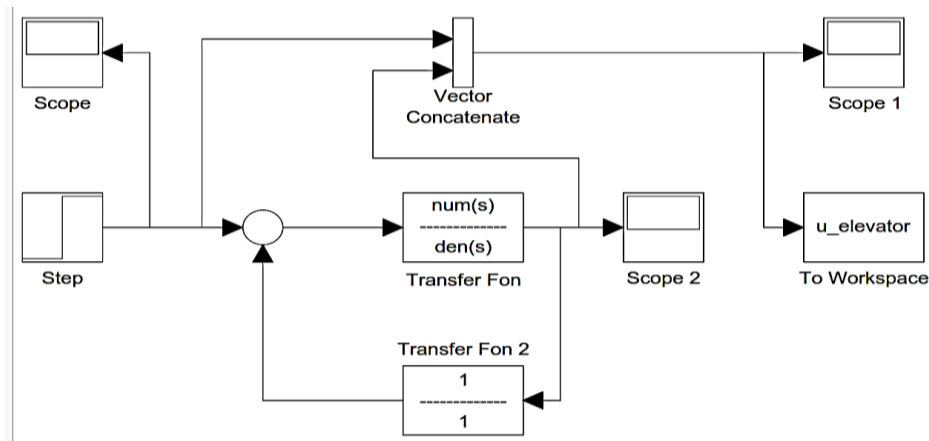 Scope
Vector
Concatenate
Scope 1
Step
num(s)
den(s)
Transfer Fon
Scope 2
u_elevator
To Workspace
Transfer Fon 2
1
1